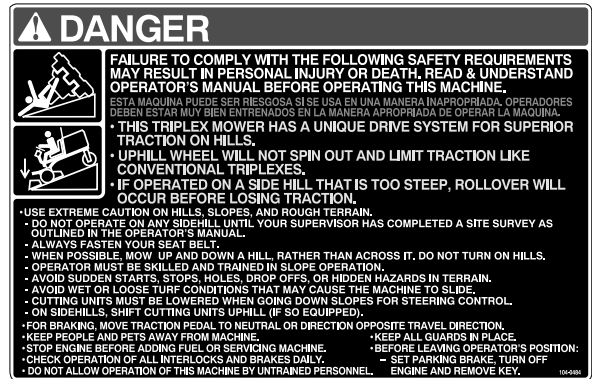 DANGER
FAILURE TO COMPLY WITH THE FOLLOWING SAFETY REQUIREMENTS
MAY RESULT IN PERSONAL INJURY OR DEATH. READ & UNDERSTAND
OPERATOR'S MANUAL BEFORE OPERATING THIS MACHINE.
ESTA MAQUINA PUEDE SER RIESGOSA SI SE USA EN UNA MANERA INAPROPRIADA. OPERADORES
DEBEN ESTAR MUY BIEN ENTRENADOS EN LA MANERA APROPRIADA DE OPERAR LA MAQUINA.
• THIS TRIPLEX MOWER HAS A UNIQUE DRIVE SYSTEM FOR SUPERIOR
TRACTION ON HILLS.
• UPHILL WHEEL WILL NOT SPIN OUT AND LIMIT TRACTION LIKE
CONVENTIONAL TRIPLEXES.
• IF OPERATED ON A SIDE HILL THAT IS TOO STEEP, ROLLOVER WILL
OCCUR BEFORE LOSING TRACTION.
•USE EXTREME CAUTION ON HILLS, SLOPES, AND ROUGH TERRAIN.
- DO NOT OPERATE ON ANY SIDEHILL UNTIL YOUR SUPERVISOR HAS COMPLETED A SITE SURVEY AS
OUTLINED IN THE OPERATOR'S MANUAL.
- ALWAYS FASTEN YOUR SEAT BELT.
- WHEN POSSIBLE, MOW UP AND DOWN A HILL, RATHER THAN ACROSS IT. DO NOT TURN ON HILLS.
- OPERATOR MUST BE SKILLED AND TRAINED IN SLOPE OPERATION.
- AVOID SUDDEN STARTS, STOPS, HOLES, DROP OFFS, OR HIDDEN HAZARDS IN TERRAIN.
- AVOID WET OR LOOSE TURF CONDITIONS THAT MAY CAUSE THE MACHINE TO SLIDE.
- CUTTING UNITS MUST BE LOWERED WHEN GOING DOWN SLOPES FOR STEERING CONTROL.
- ON SIDEHILLS, SHIFT CUTTING UNITS UPHILL (IF SO EQUIPPED).
•FOR BRAKING, MOVE TRACTION PEDAL TO NEUTRAL OR DIRECTION OPPOSITE TRAVEL DIRECTION.
•KEEP PEOPLE AND PETS AWAY FROM MACHINE.
•STOP ENGINE BEFORE ADDING FUEL OR SERVICING MACHINE.
•CHECK OPERATION OF ALL INTERLOCKS AND BRAKES DAILY.
• DO NOT ALLOW OPERATION OF THIS MACHINE BY UNTRAINED PERSONNEL.
•KEEP ALL GUARDS IN PLACE.
•BEFORE LEAVING OPERATOR'S POSITION:
– SET PARKING BRAKE, TURN OFF
ENGINE AND REMOVE KEY.
104-0484